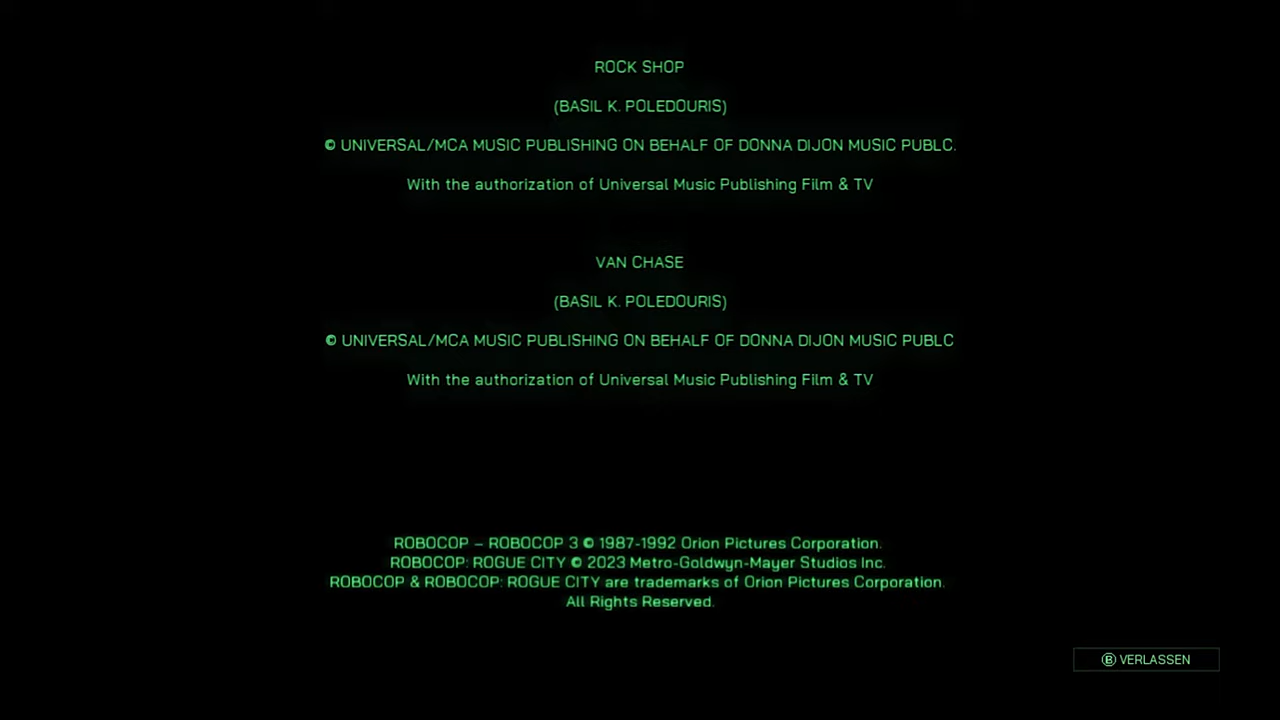 ROCK SHOP
(BASIL K. POLEDOURIS)
© UNIVERSAL/MCA MUSIC PUBLISHING ON BEHALF OF DONNA DIJON MUSIC PUBLC.
With the authorization of Universal Music Publishing Film & TV
VAN CHASE
(BASIL K. POLEDOURIS)
© UNIVERSAL/MCA MUSIC PUBLISHING ON BEHALF OF DONNA DIJON MUSIC PUBLC
With the authorization of Universal Music Publishing Film & TV
ROBOCOP – ROBOCOP 3 © 1987-1992 Orion Pictures Corporation.
ROBOCOP: ROGUE CITY © 2023 Metro-Goldwyn-Mayer Studios Inc.
ROBOCOP & ROBOCOP: ROGUE CITY are trademarks of Orion Pictures Corporation.
All Rights Reserved.
Ⓑ VERLASSEN